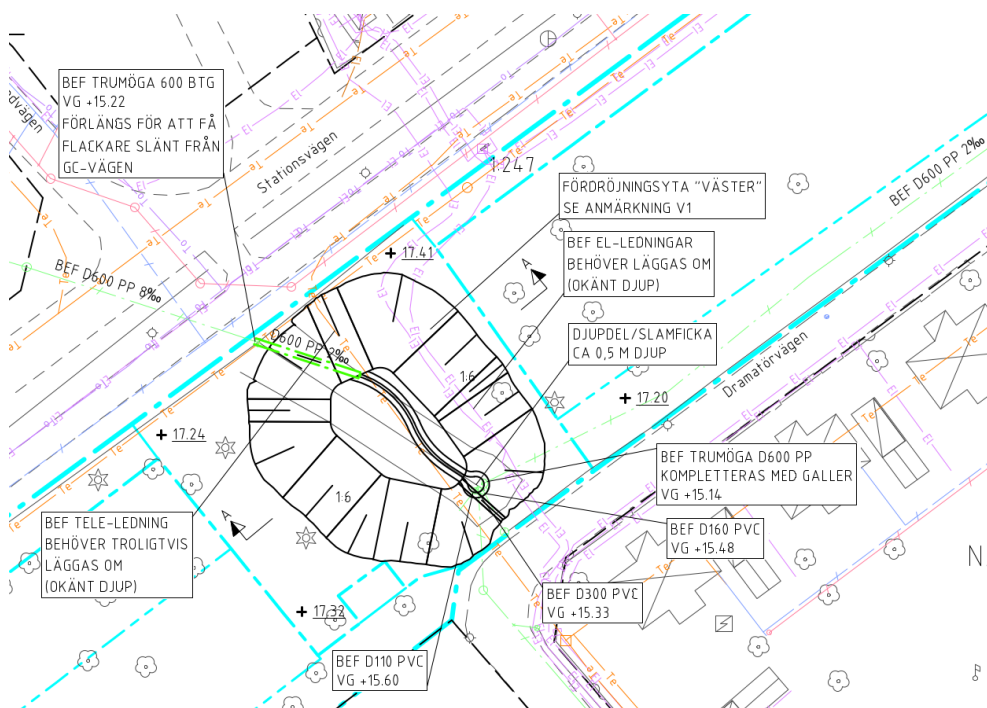 BEF TRUMÖGA 600 BTG
VG +15.22
FÖRLÄNGS FÖR ATT FÅ
FLACKARE SLÄNT FRÅN
GC-VÄGEN
Stationsvägen
1:247
FÖRDRÖJNINGSYTA "VÄSTER"
SE ANMÄRKNING V1
BEF D600 PP 2‰
BEF EL-LEDNINGAR
BEHÖVER LÄGGAS OM
(OKÄNT DJUP)
+ 17.41
A
BEF D600 PP 8‰
D600 PP 2‰
DJUPDEL/SLAMFICKA
CA 0,5 M DJUP
Dramatörvägen
1:6
+ 17.20
+ 17.24
BEF TRUMÖGA D600 PP
KOMPLETTERAS MED GALLER
VG +15.14
1:6
A
BEF TELE-LEDNING
BEHÖVER TROLIGTVIS
LÄGGAS OM
(OKÄNT DJUP)
BEF D160 PVC
VG +15.48
N
BEF D300 PVC
VG +15.33
+ 17.32
BEF D110 PVC
VG +15.60